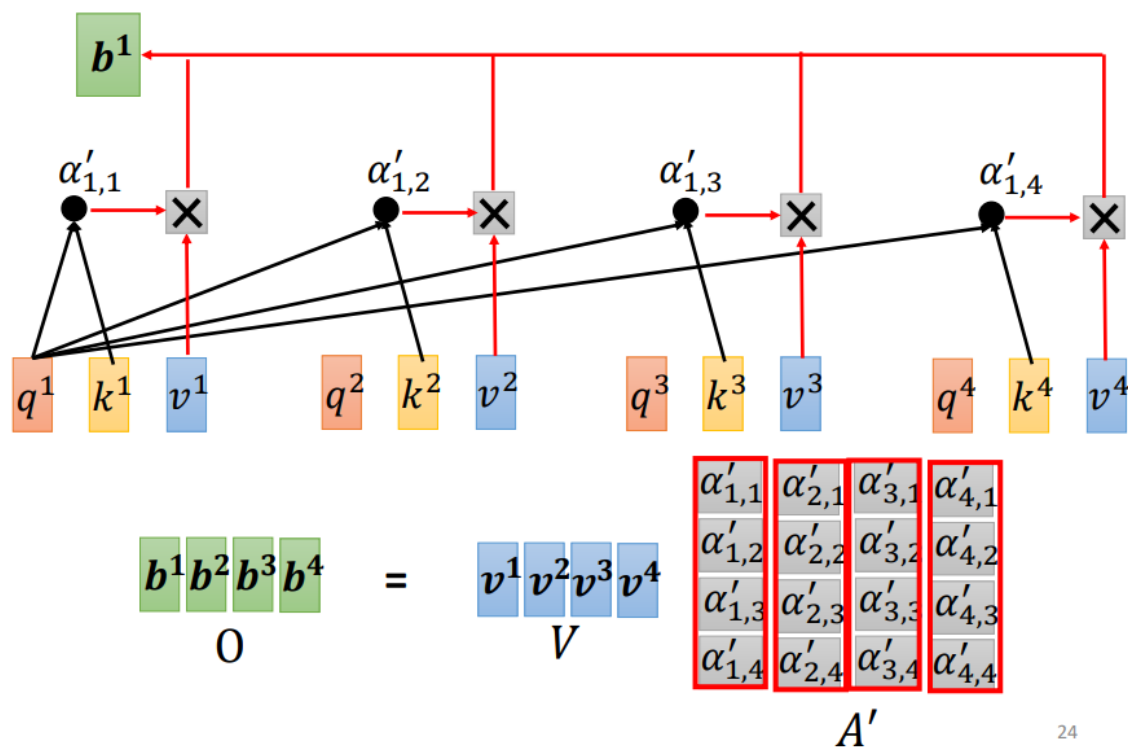 b¹
α′₁,₁ α′₁,₂ α′₁,₃ α′₁,₄
× × × ×
q¹ k¹ v¹ q² k² v² q³ k³ v³ q⁴ k⁴ v⁴
α′₁,₁ α′₂,₁ α′₃,₁ α′₄,₁
α′₁,₂ α′₂,₂ α′₃,₂ α′₄,₂
b¹ b² b³ b⁴ = v¹ v² v³ v⁴
α′₁,₃ α′₂,₃ α′₃,₃ α′₄,₃
O V
α′₁,₄ α′₂,₄ α′₃,₄ α′₄,₄
A′
24